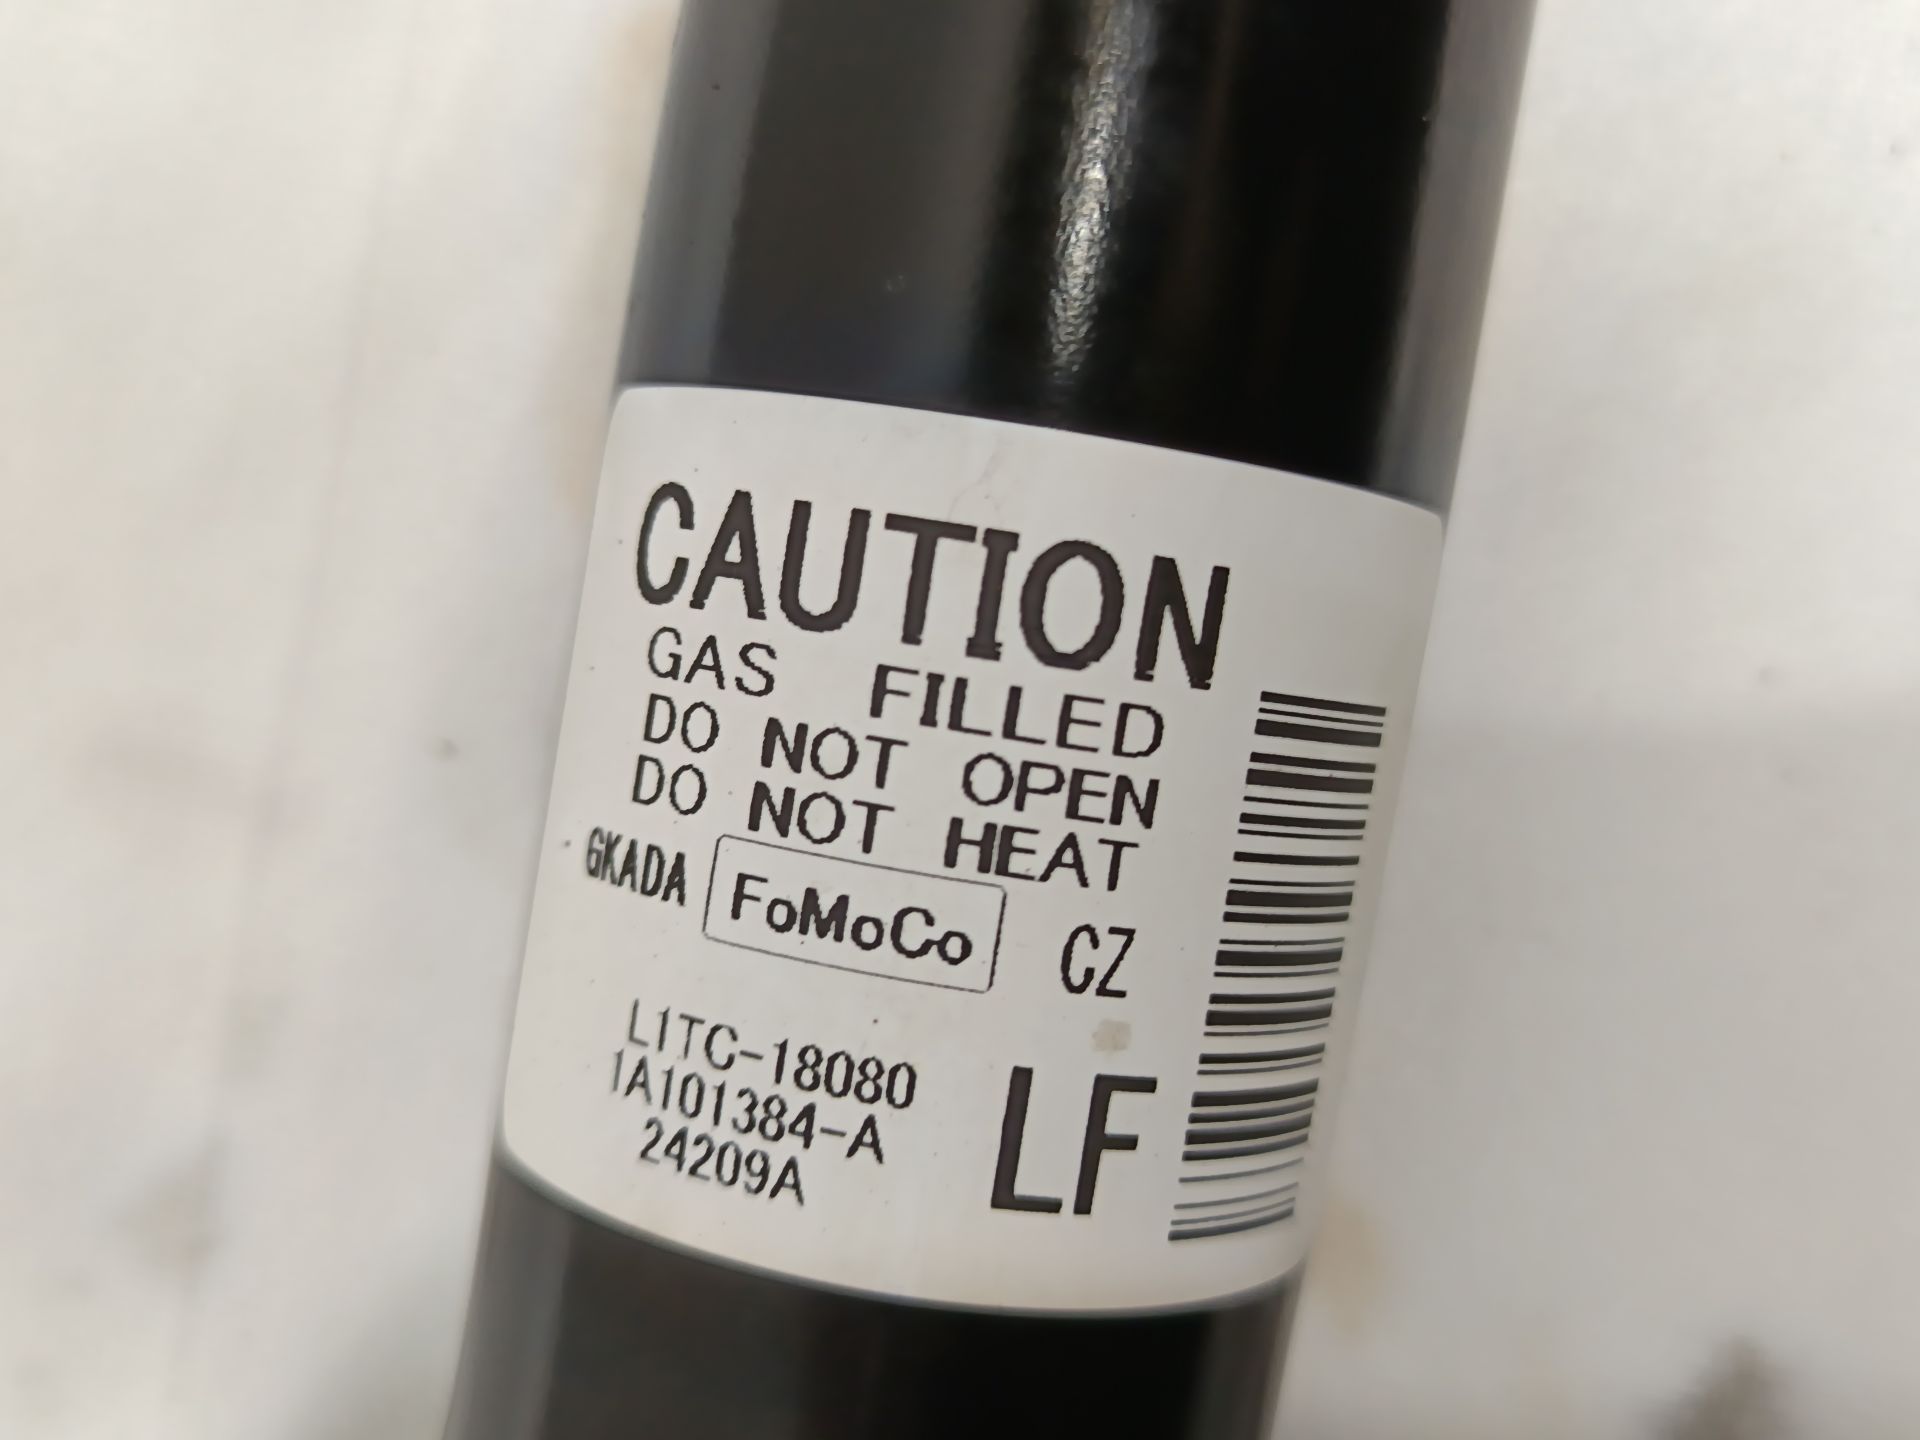 CAUTION
GAS FILLED
DO NOT OPEN
DO NOT HEAT
GKADA FoMoCo CZ
L1TC-18080
1A101384-A
24209A
LF